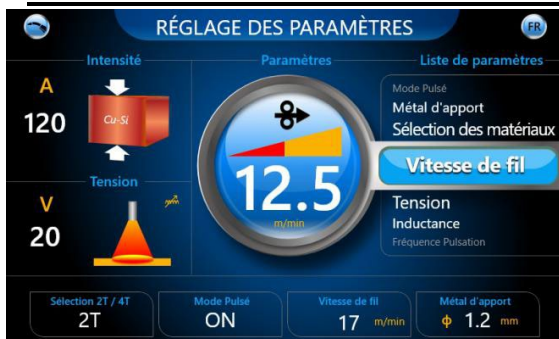 RÉGLAGE DES PARAMÈTRES
FR
Intensité
A
120
Cu-Si
Tension
V
20
Paramètres
12.5
m/min
Liste de paramètres
Mode Pulsé
Métal d'apport
Sélection des matériaux
Vitesse de fil
Tension
Inductance
Fréquence Pulsation
Sélection 2T / 4T
2T
Mode Pulsé
ON
Vitesse de fil
17 m/min
Métal d'apport
ϕ 1.2 mm